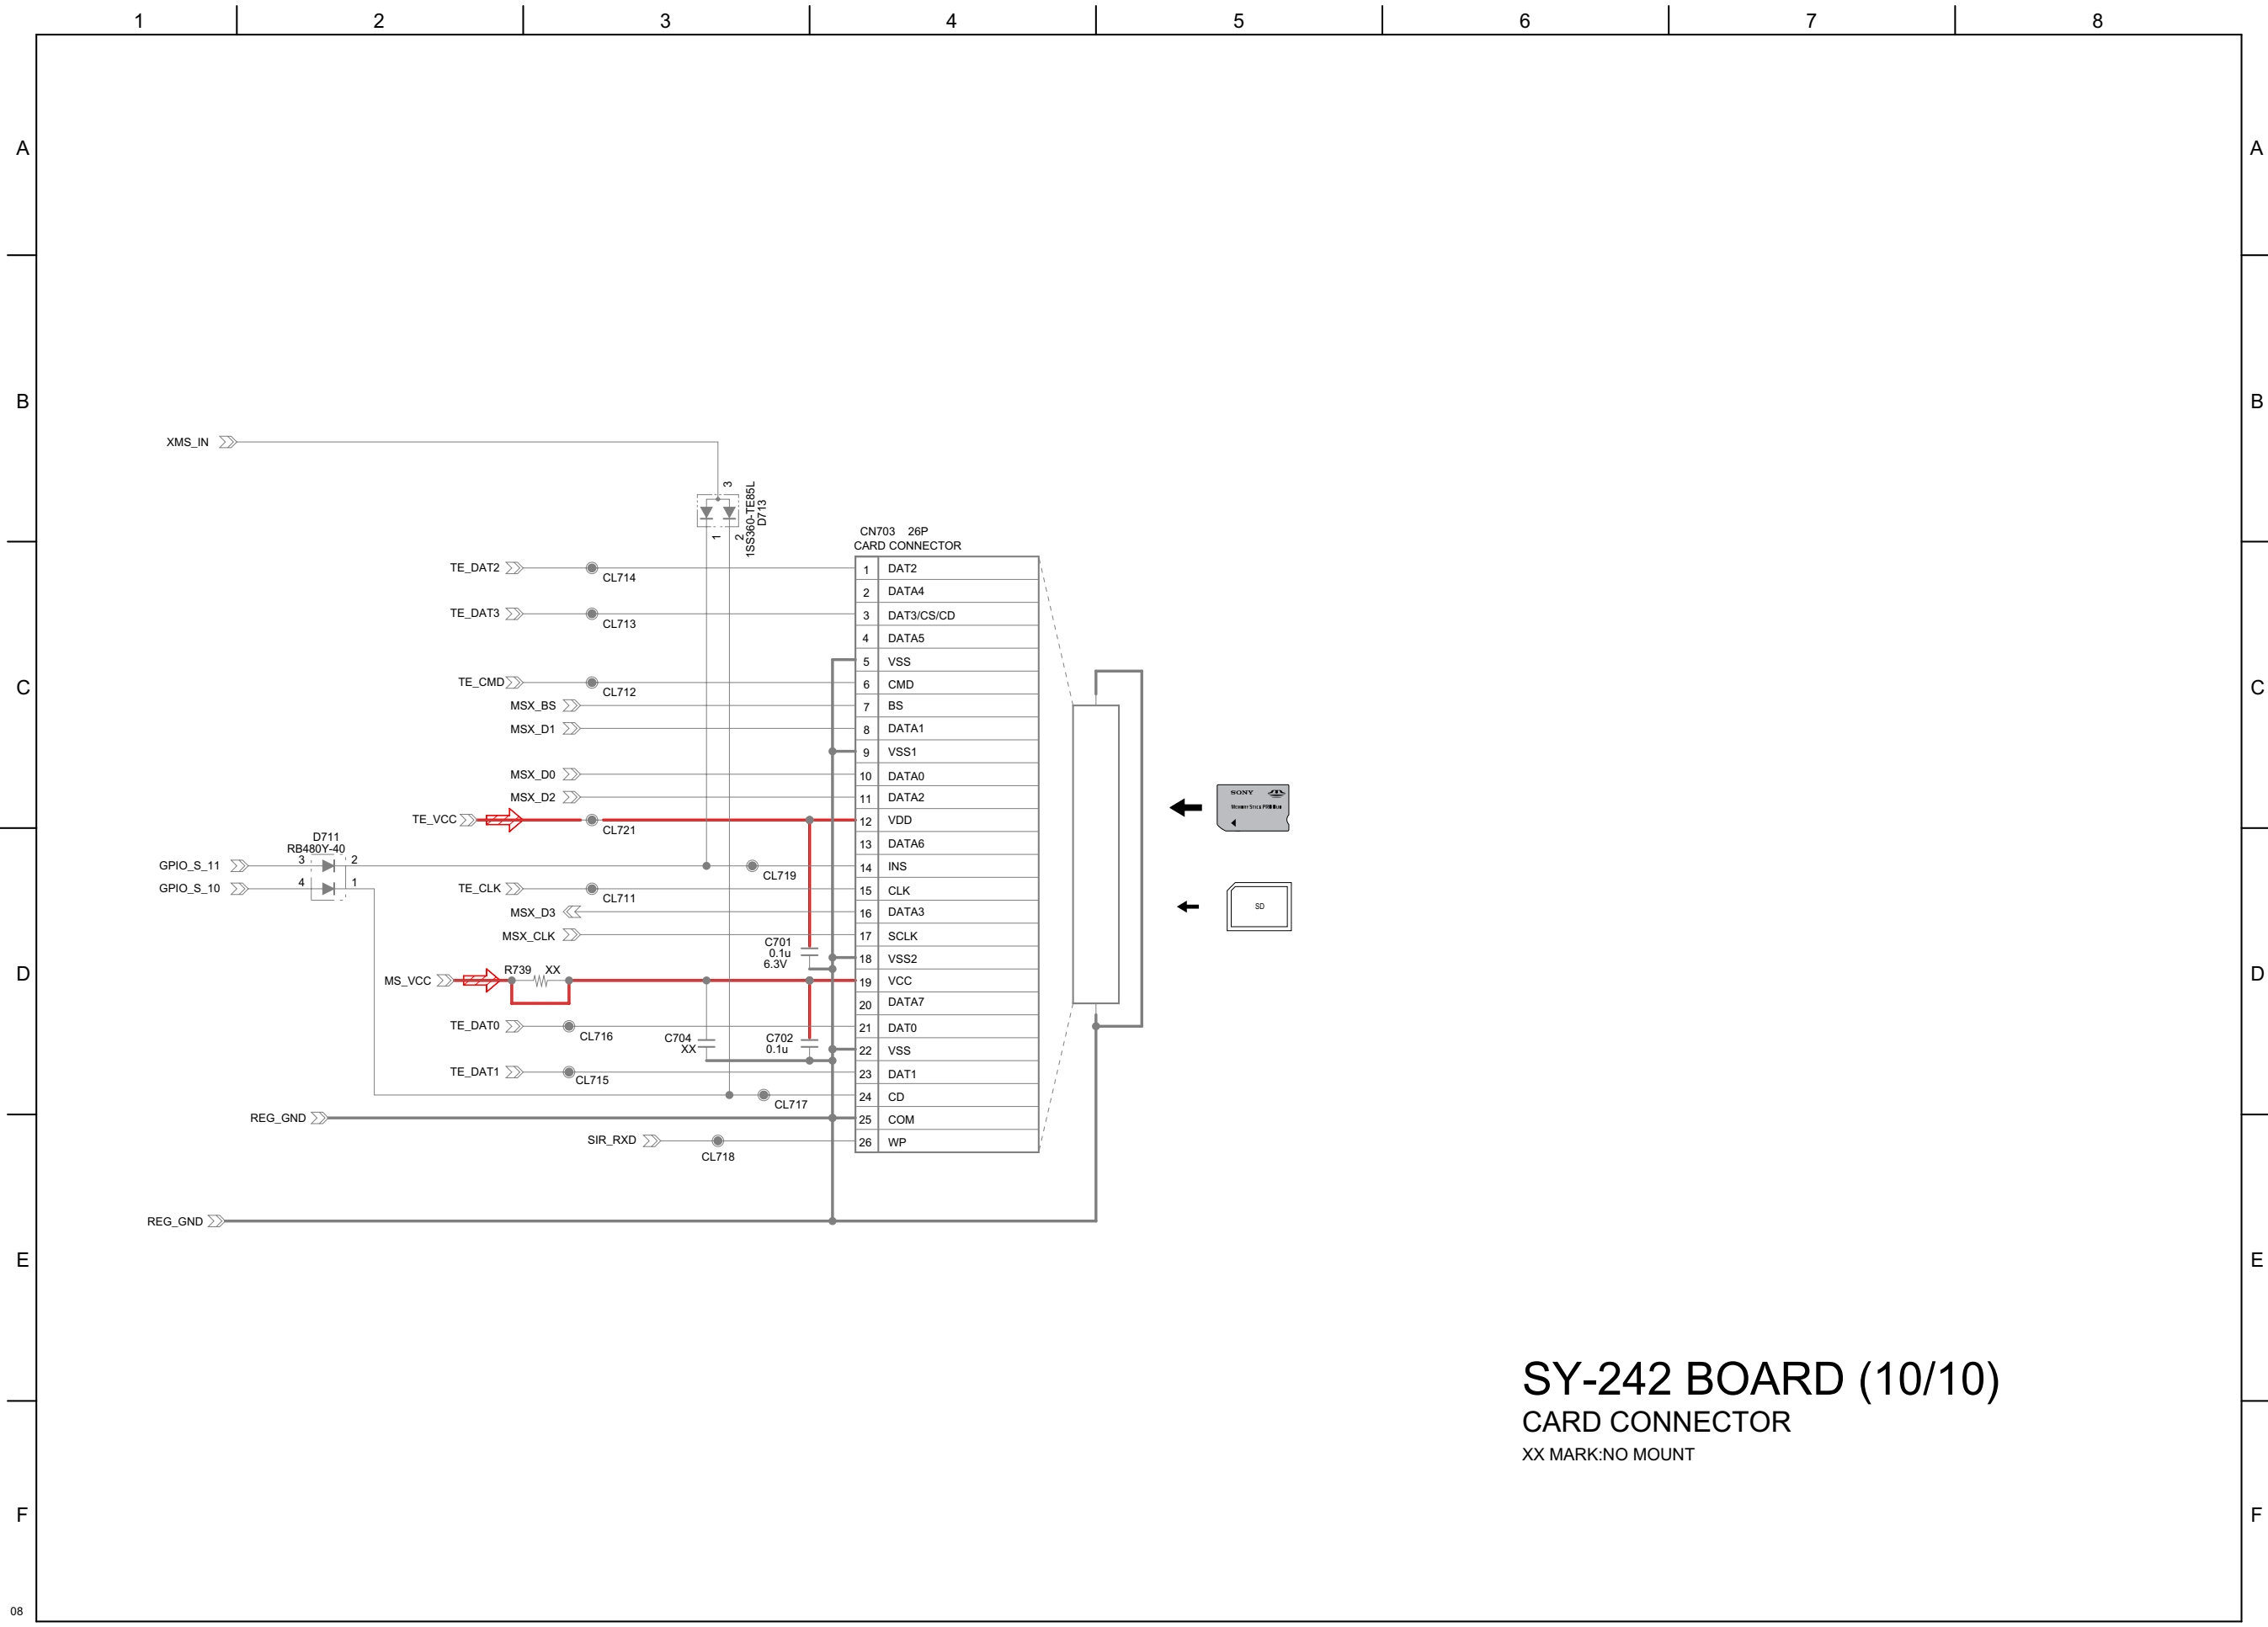 1 2 3 4 5 6 7 8
A A
B B
XMS_IN
3
1SS360-TE85L
D713
1 2
CN703 26P
CARD CONNECTOR
TE_DAT2 CL714 1 DAT2
2 DATA4
TE_DAT3 CL713 3 DAT3/CS/CD
4 DATA5
5 VSS
C TE_CMD CL712 6 CMD C
MSX_BS 7 BS
MSX_D1 8 DATA1
9 VSS1
MSX_D0 10 DATA0
MSX_D2 11 DATA2
TE_VCC CL721 12 VDD
D711
RB480Y-40
13 DATA6
GPIO_S_11 3 2 CL719 14 INS
GPIO_S_10 4 1 TE_CLK CL711 15 CLK
MSX_D3 16 DATA3
MSX_CLK 17 SCLK
C701
0.1u
6.3V
18 VSS2
D MS_VCC R739 XX 19 VCC D
20 DATA7
TE_DAT0 CL716 21 DAT0
C704
XX
C702
0.1u
22 VSS
TE_DAT1 CL715 23 DAT1
CL717 24 CD
REG_GND 25 COM
SIR_RXD CL718 26 WP
REG_GND
SONY
MEMORY STICK PRO DUO
SD
E E
SY-242 BOARD (10/10)
CARD CONNECTOR
XX MARK:NO MOUNT
F F
08